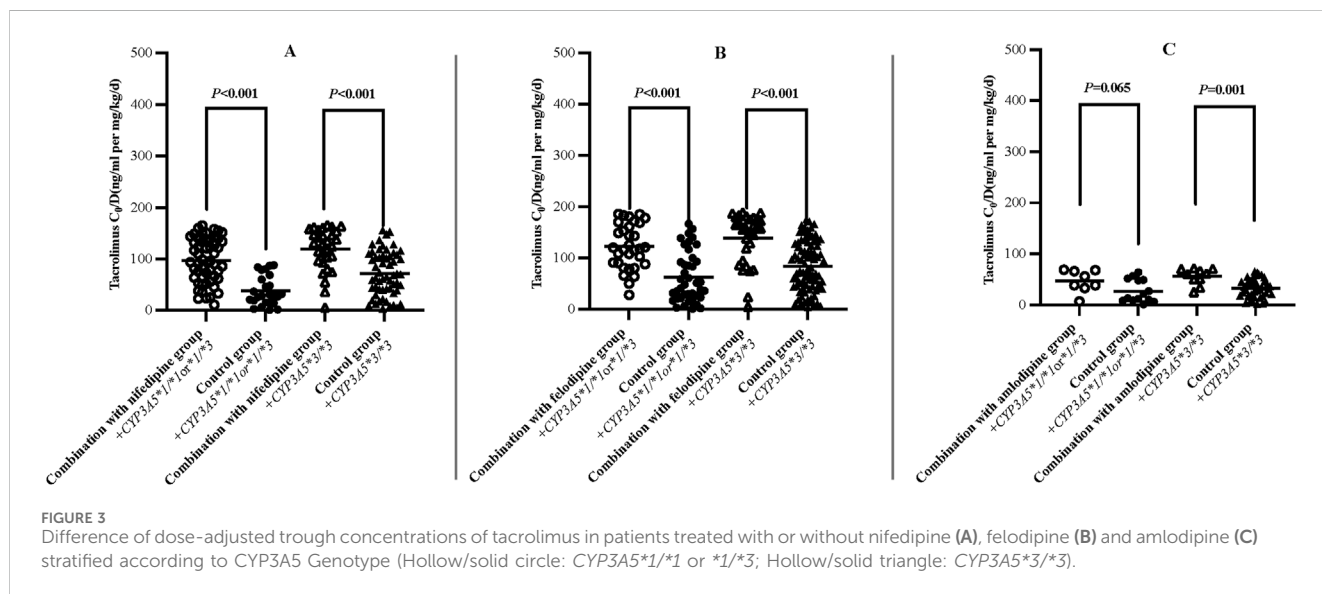 A
Tacrolimus C0/D(ng/ml per mg/kg/d)
500
400
300
200
100
0
P<0.001
P<0.001
Combination with nifedipine group
+CYP3A5*1/*1or*1/*3
Control group
+CYP3A5*1/*1or*1/*3
Combination with nifedipine group
+CYP3A5*3/*3
Control group
+CYP3A5*3/*3
B
Tacrolimus C0/D(ng/ml per mg/kg/d)
500
400
300
200
100
0
P<0.001
P<0.001
Combination with felodipine group
+CYP3A5*1/*1or*1/*3
Control group
+CYP3A5*1/*1or*1/*3
Combination with felodipine group
+CYP3A5*3/*3
Control group
+CYP3A5*3/*3
C
Tacrolimus C0/D(ng/ml per mg/kg/d)
500
400
300
200
100
0
P=0.065
P=0.001
Combination with amlodipine group
+CYP3A5*1/*1or*1/*3
Control group
+CYP3A5*1/*1or*1/*3
Combination with amlodipine group
+CYP3A5*3/*3
Control group
+CYP3A5*3/*3
FIGURE 3
Difference of dose-adjusted trough concentrations of tacrolimus in patients treated with or without nifedipine (A), felodipine (B) and amlodipine (C)
stratified according to CYP3A5 Genotype (Hollow/solid circle: CYP3A5*1/*1 or *1/*3; Hollow/solid triangle: CYP3A5*3/*3).